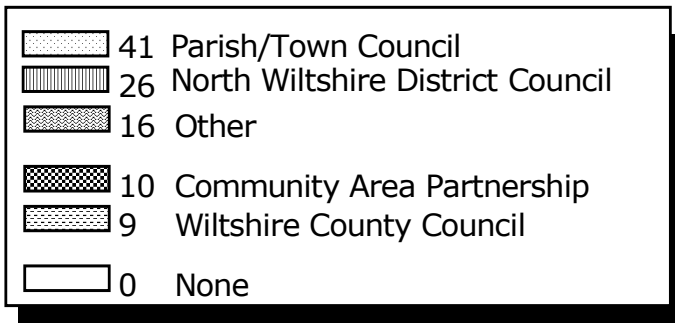 41 Parish/Town Council
26 North Wiltshire District Council
16 Other
10 Community Area Partnership
9 Wiltshire County Council
0 None